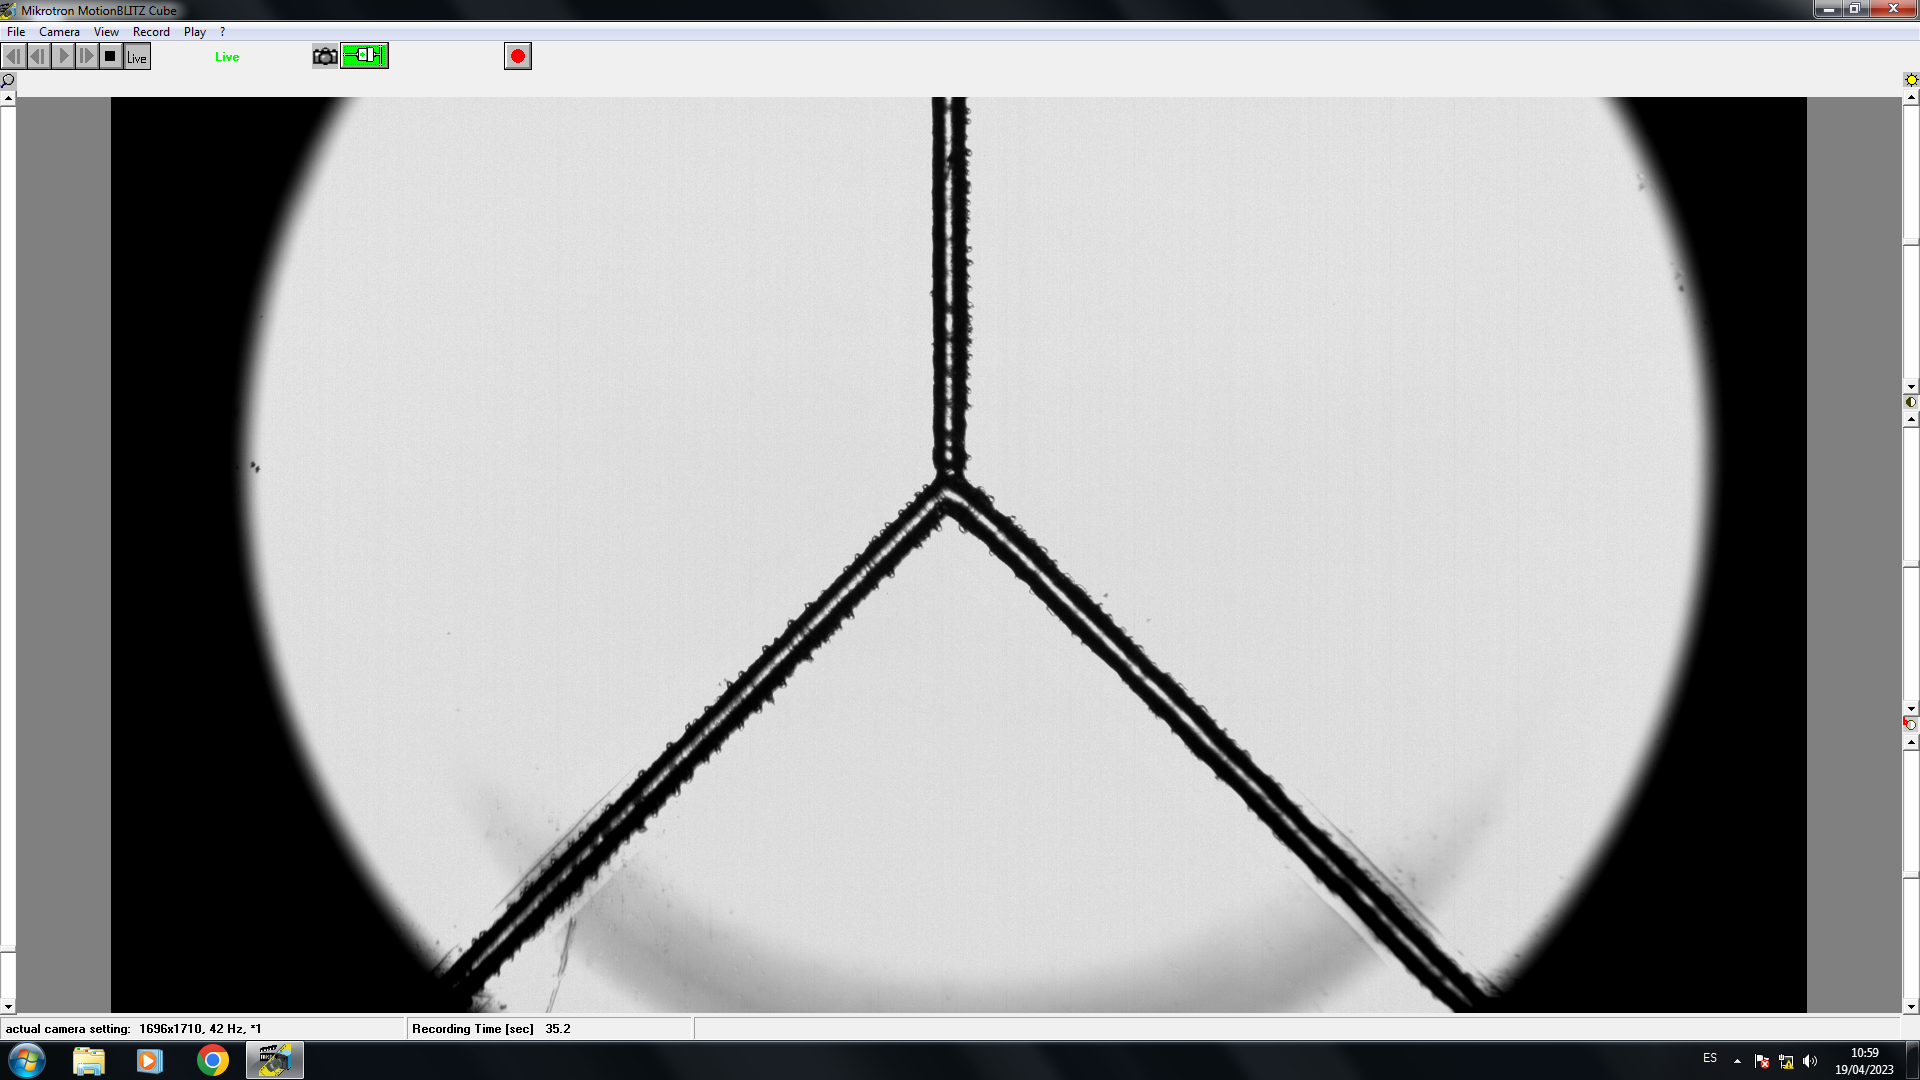 Mikrotron MotionBLITZ Cube
File Camera View Record Play ?
Live
Live
actual camera setting: 1696x1710, 42 Hz, *1
Recording Time [sec] 35.2
ES
10:59
19/04/2023